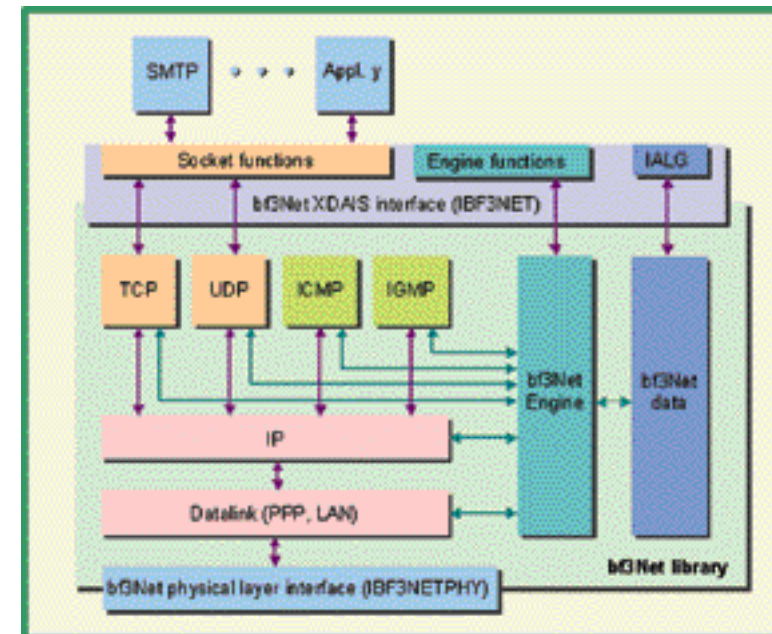 SMTP
Appl. y
Socket functions
Engine functions
IALG
bf3Net XDAIS interface (IBF3NET)
TCP
UDP
ICMP
IGMP
bf3Net
Engine
bf3Net
data
IP
Datalink (PPP, LAN)
bf3Net library
bf3Net physical layer interface (IBF3NETPHY)